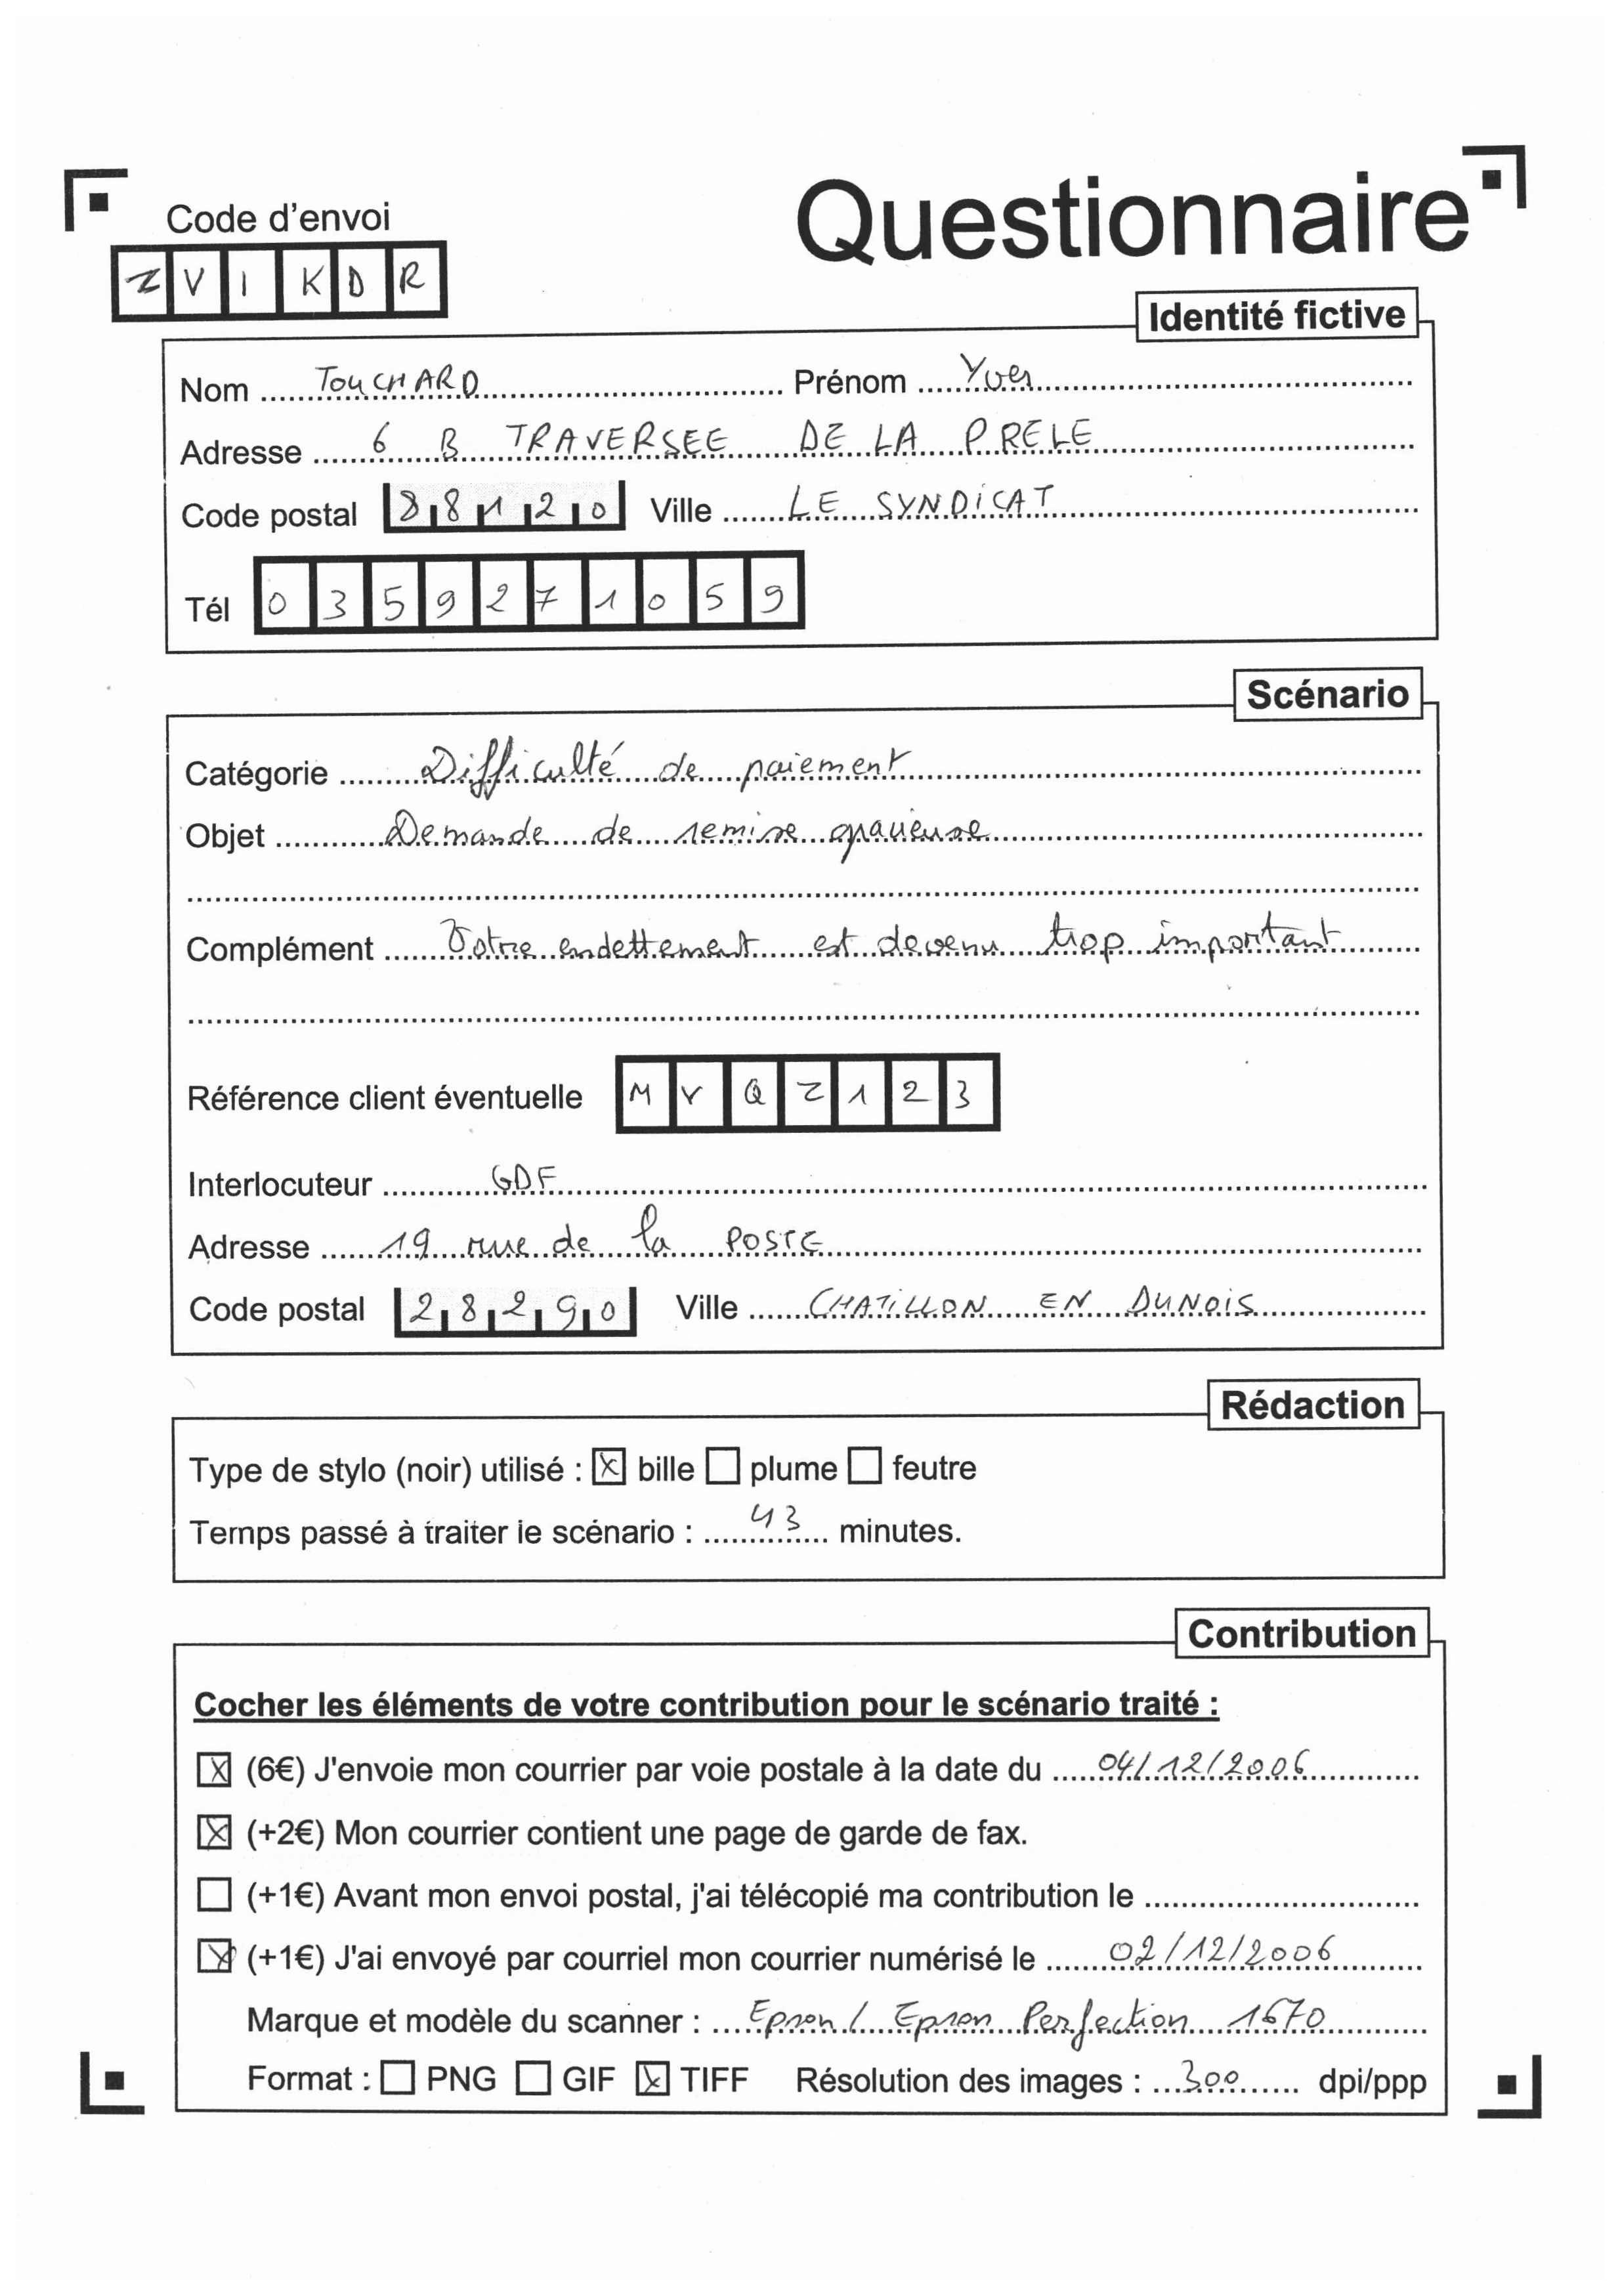 Questionnaire
Code d'envoi
ZVIKDR
Identité fictive
Nom TOUCHARD Prénom Yves
Adresse 6 B TRAVERSEE DE LA PRELE
Code postal 88120 Ville LE SYNDICAT
Tél 0359271059
Scénario
Catégorie Difficulté de paiement
Objet Demande de remise gracieuse
Complément Votre endettement est devenu trop important
Référence client éventuelle MVQZ123
Interlocuteur GDF
Adresse 19 rue de la POSTE
Code postal 28290 Ville CHATILLON EN DUNOIS
Rédaction
Type de stylo (noir) utilisé : ☒ bille ☐ plume ☐ feutre
Temps passé à traiter le scénario : 43 minutes.
Contribution
Cocher les éléments de votre contribution pour le scénario traité :
☒ (6€) J'envoie mon courrier par voie postale à la date du 04/12/2006
☒ (+2€) Mon courrier contient une page de garde de fax.
☐ (+1€) Avant mon envoi postal, j'ai télécopié ma contribution le
☒ (+1€) J'ai envoyé par courriel mon courrier numérisé le 02/12/2006
Marque et modèle du scanner : Epson / Epson Perfection 1670
Format : ☐ PNG ☐ GIF ☒ TIFF Résolution des images : 300 dpi/ppp